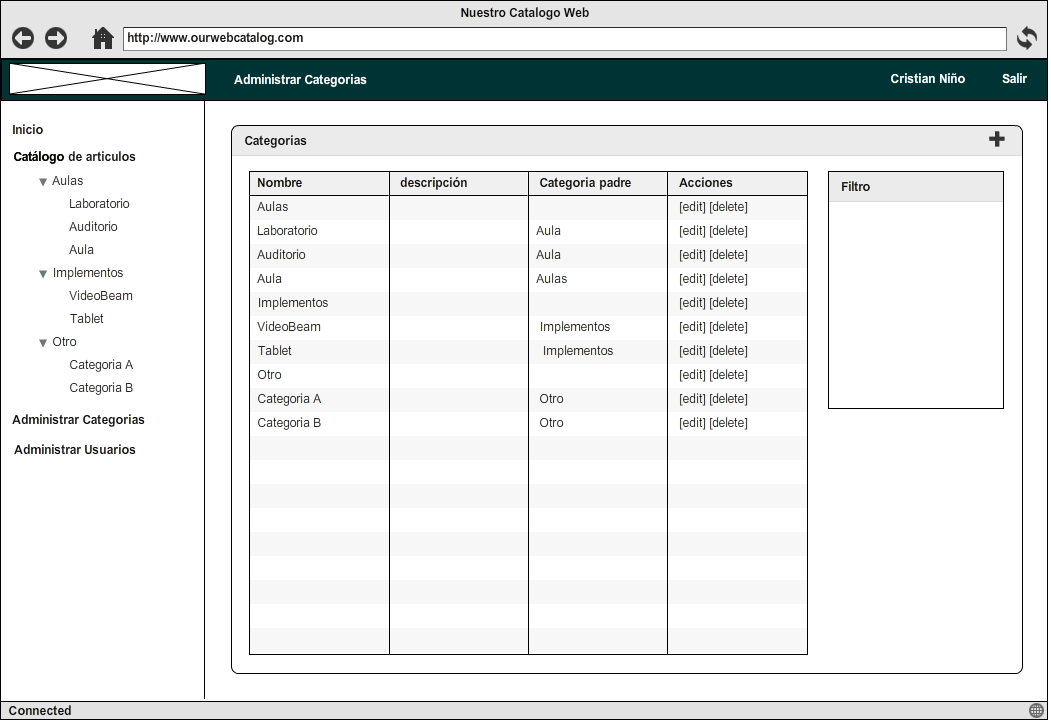 Nuestro Catalogo Web
http://www.ourwebcatalog.com
Administrar Categorias
Cristian Niño
Salir
Inicio
Catálogo de articulos
Aulas
Laboratorio
Auditorio
Aula
Implementos
VideoBeam
Tablet
Otro
Categoria A
Categoria B
Administrar Categorias
Administrar Usuarios
Categorias
Nombre descripción Categoria padre Acciones
Aulas [edit] [delete]
Laboratorio Aula [edit] [delete]
Auditorio Aula [edit] [delete]
Aula Aulas [edit] [delete]
Implementos [edit] [delete]
VideoBeam Implementos [edit] [delete]
Tablet Implementos [edit] [delete]
Otro [edit] [delete]
Categoria A Otro [edit] [delete]
Categoria B Otro [edit] [delete]
Filtro
Connected